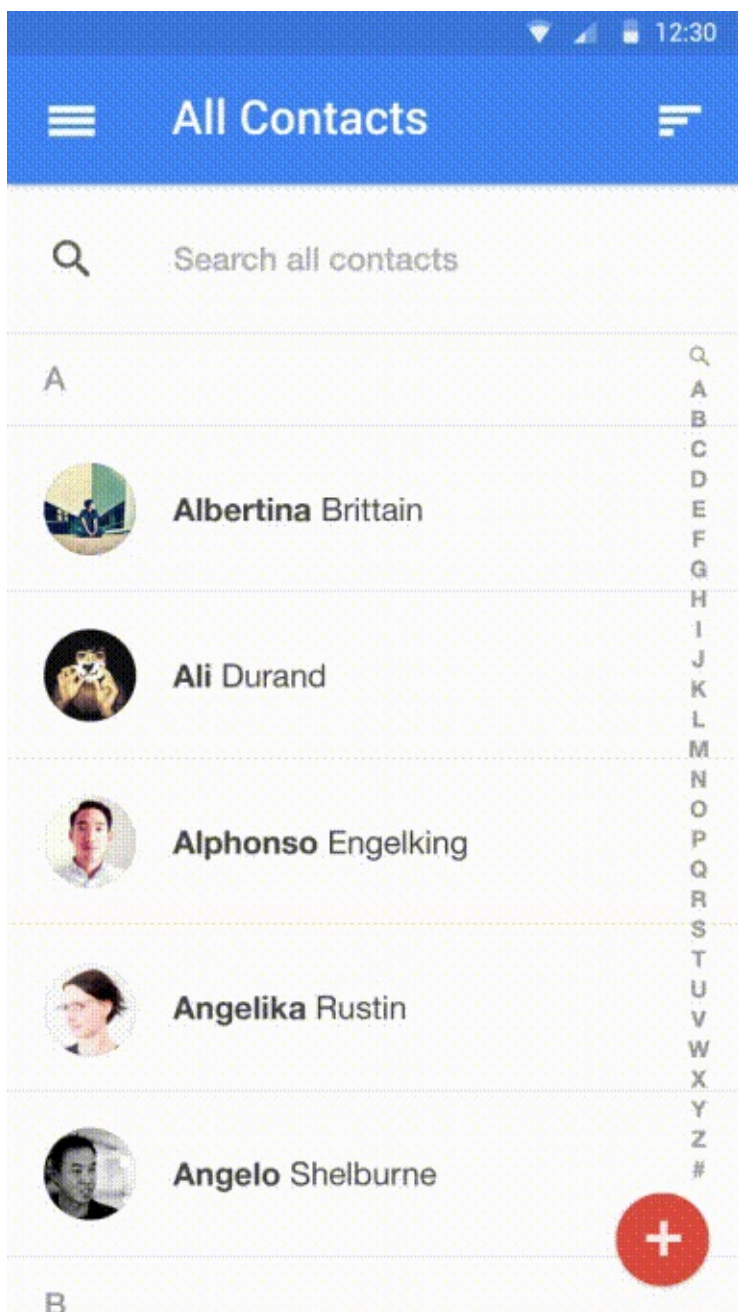 12:30
All Contacts
Search all contacts
A
Albertina Brittain
Ali Durand
Alphonso Engelking
Angelika Rustin
Angelo Shelburne
B
A
B
C
D
E
F
G
H
I
J
K
L
M
N
O
P
Q
R
S
T
U
V
W
X
Y
Z
#